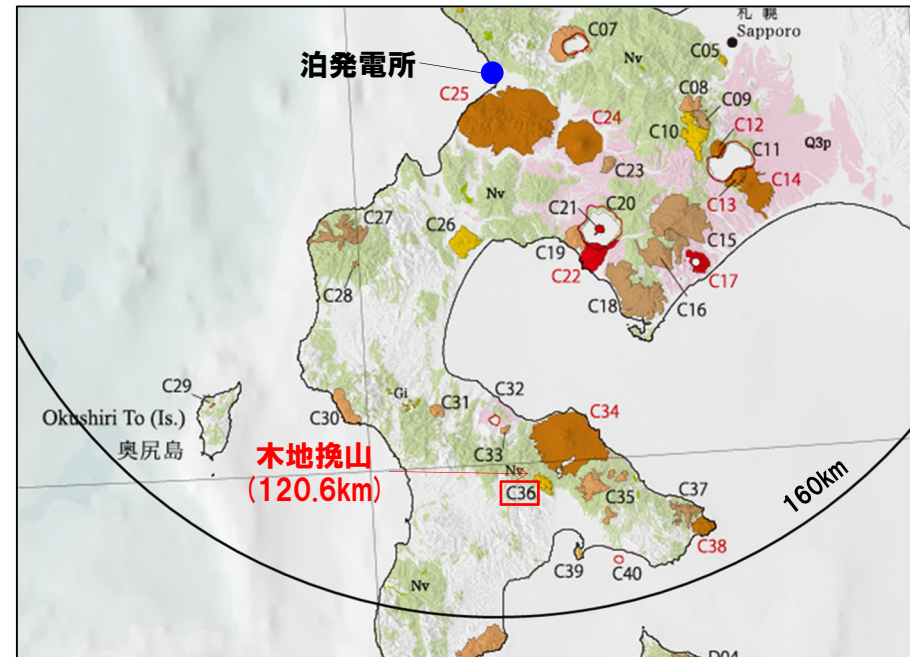 札幌
Sapporo
C07
Nv
C05
泊発電所
C25
C24
C08
C09
C10
C12
C11
Q3p
C23
C14
C13
Nv
C21
C20
C27
C26
C19
C15
C22
C17
C28
C18
C16
C29
Gi
C32
C31
C34
Okushiri To (Is.)
奥尻島
C30
C33
木地挽山
(120.6km)
Nv
C36
C35
C37
160km
C38
C39
C40
Nv
D04